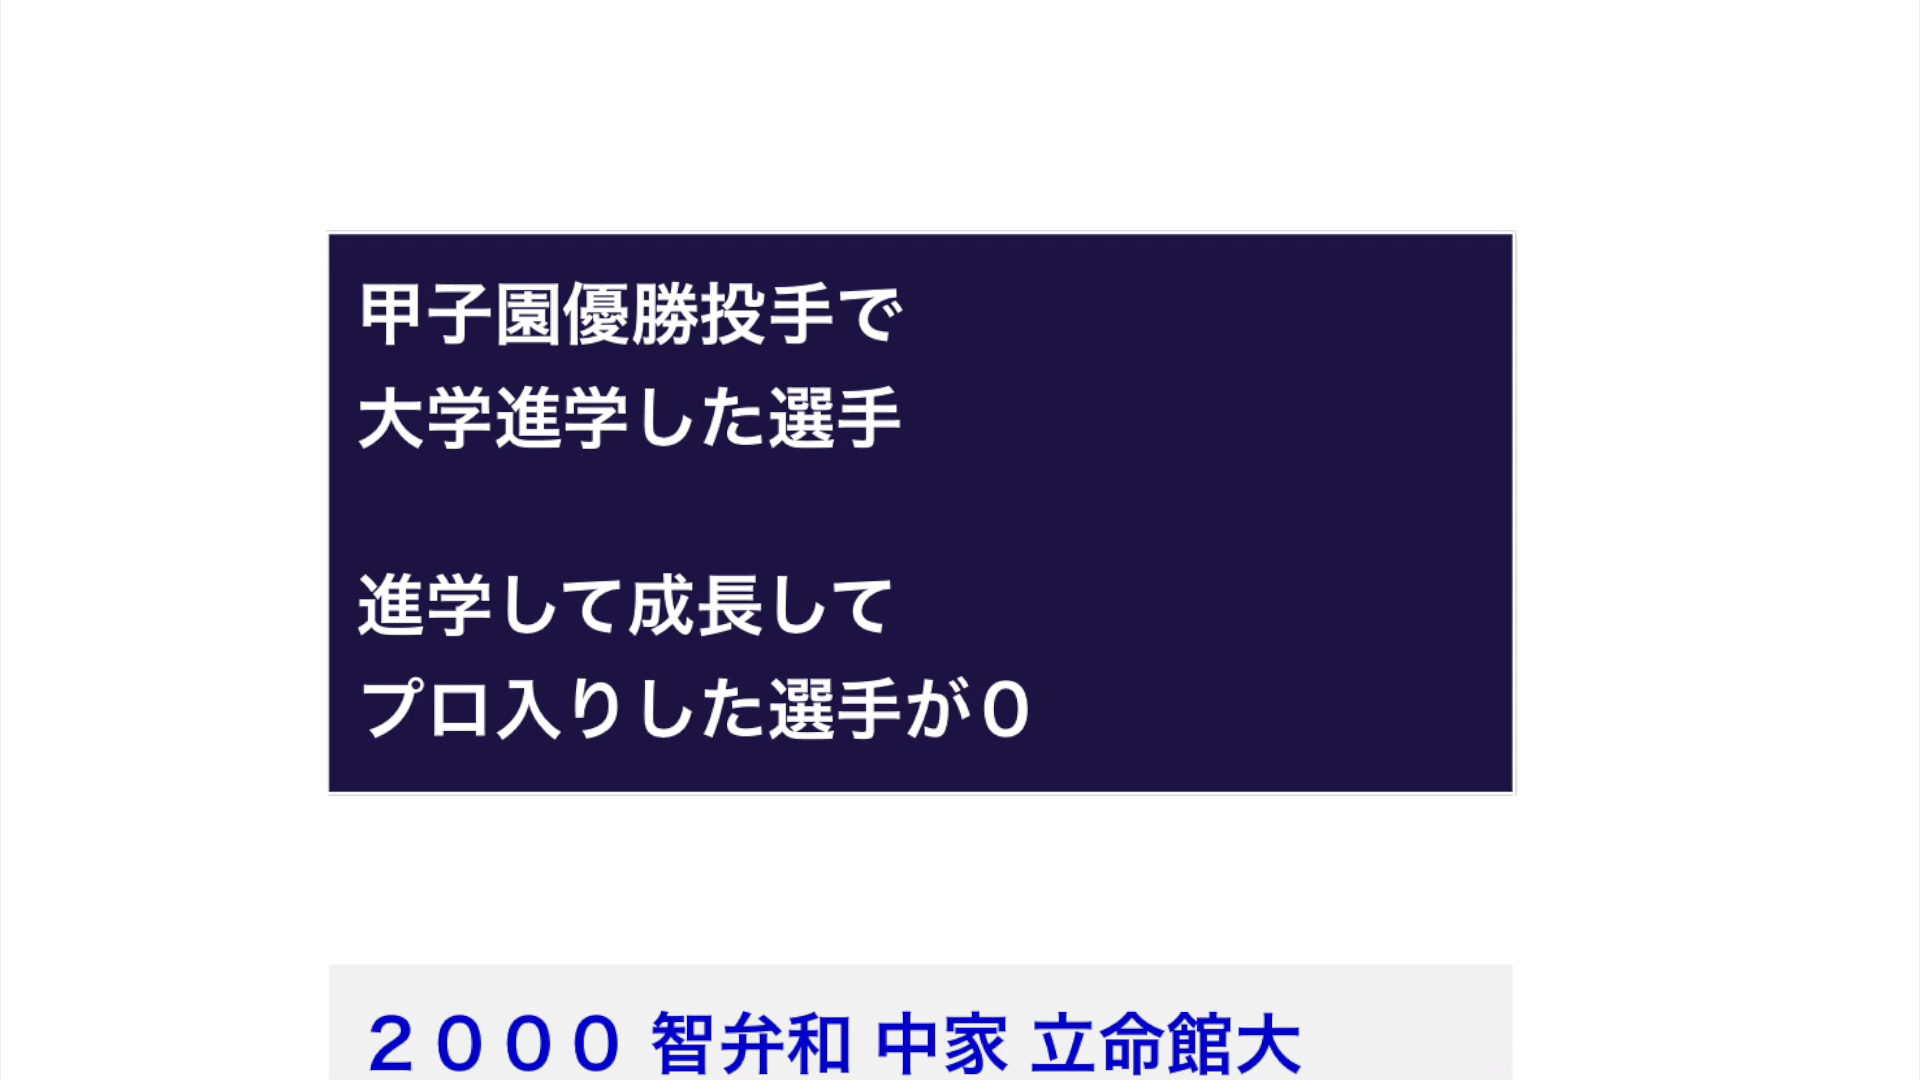 甲子園優勝投手で
大学進学した選手
進学して成長して
プロ入りした選手が０
２０００ 智弁和 中家 立命館大